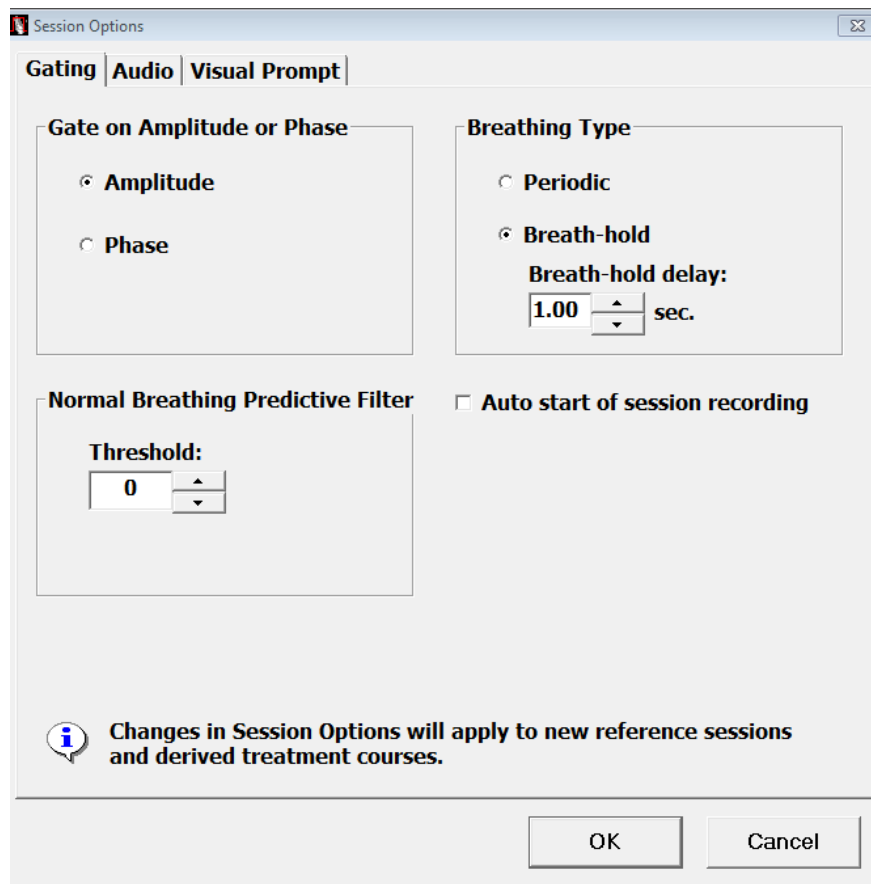 Session Options
Gating Audio Visual Prompt
Gate on Amplitude or Phase
Amplitude
Phase
Breathing Type
Periodic
Breath-hold
Breath-hold delay:
1.00 sec.
Normal Breathing Predictive Filter
Threshold:
0
Auto start of session recording
Changes in Session Options will apply to new reference sessions
and derived treatment courses.
OK Cancel